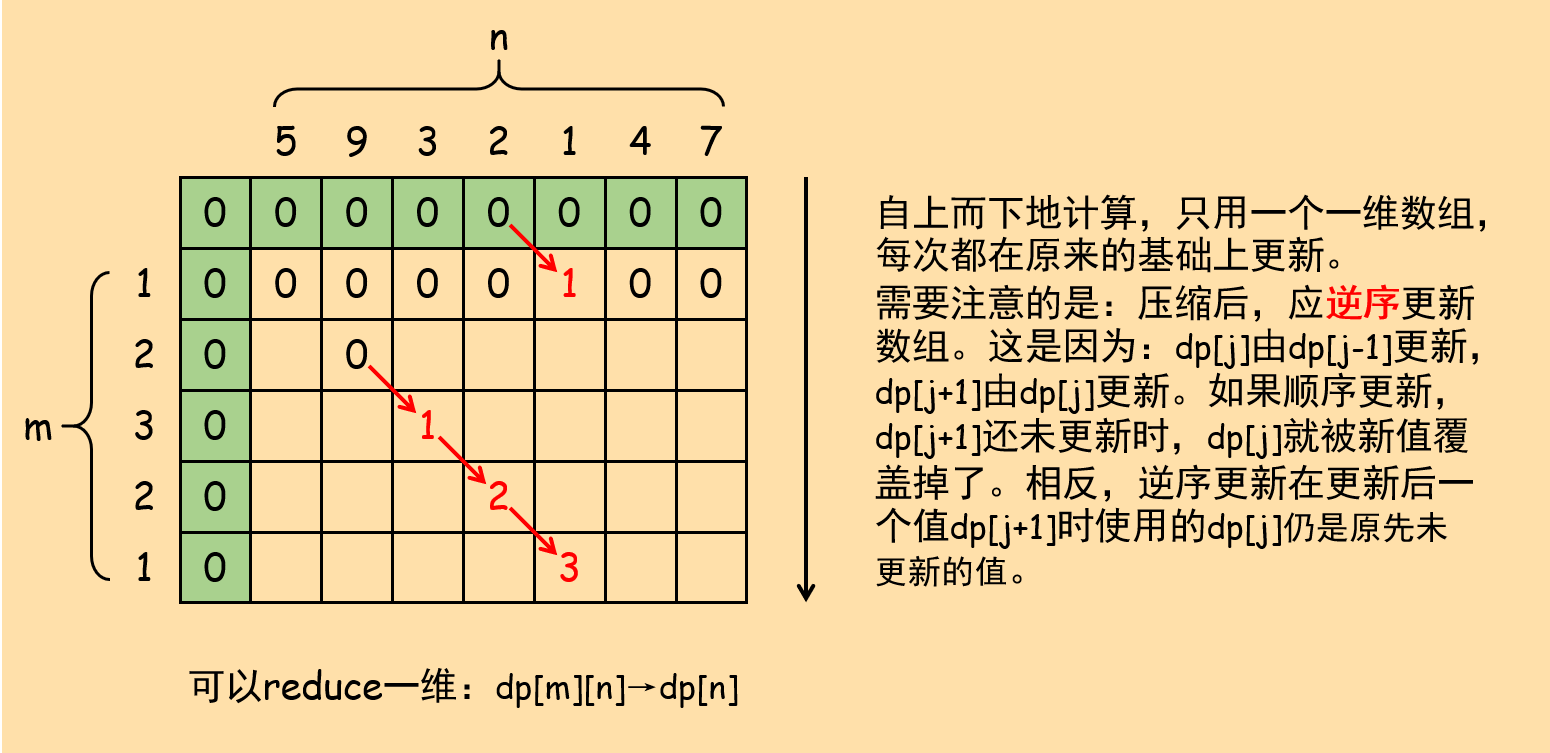 n
5 9 3 2 1 4 7
0 0 0 0 0 0 0 0
1 0 0 0 0 0 1 0 0
2 0 0
m
3 0 1
2 0 2
1 0 3
可以reduce一维：dp[m][n]→dp[n]
自上而下地计算，只用一个一维数组，
每次都在原来的基础上更新。
需要注意的是：压缩后，应逆序更新
数组。这是因为：dp[j]由dp[j-1]更新，
dp[j+1]由dp[j]更新。如果顺序更新，
dp[j+1]还未更新时，dp[j]就被新值覆
盖掉了。相反，逆序更新在更新后一
个值dp[j+1]时使用的dp[j]仍是原先未
更新的值。